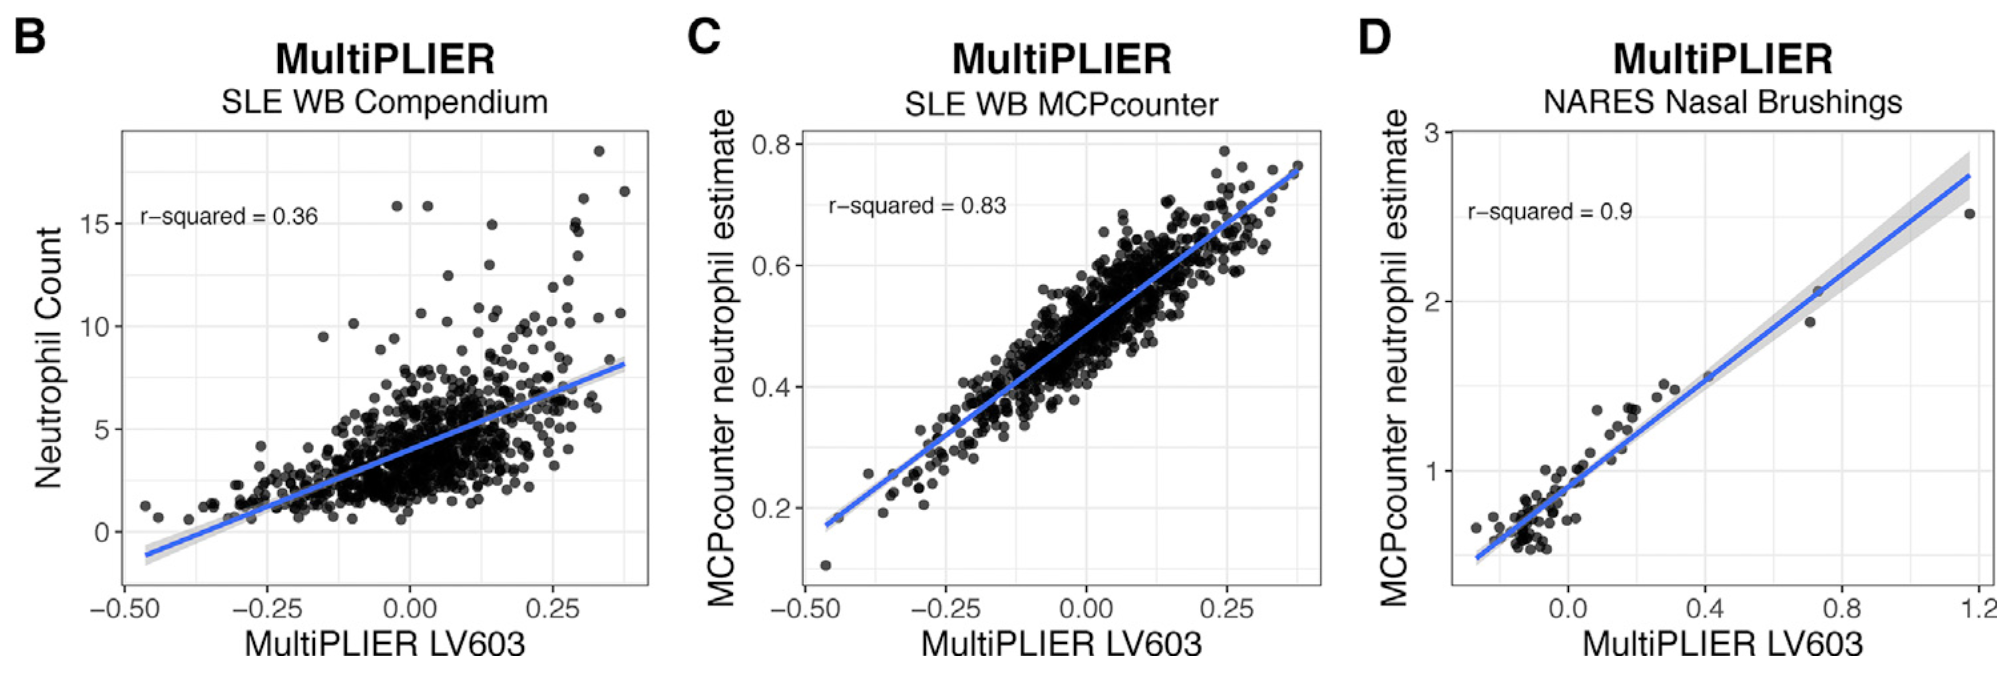 B
MultiPLIER
SLE WB Compendium
r−squared = 0.36
Neutrophil Count
15
10
5
0
−0.50
−0.25
0.00
0.25
MultiPLIER LV603
C
MultiPLIER
SLE WB MCPcounter
r−squared = 0.83
MCPcounter neutrophil estimate
0.8
0.6
0.4
0.2
−0.50
−0.25
0.00
0.25
MultiPLIER LV603
D
MultiPLIER
NARES Nasal Brushings
r−squared = 0.9
MCPcounter neutrophil estimate
3
2
1
0.0
0.4
0.8
1.2
MultiPLIER LV603